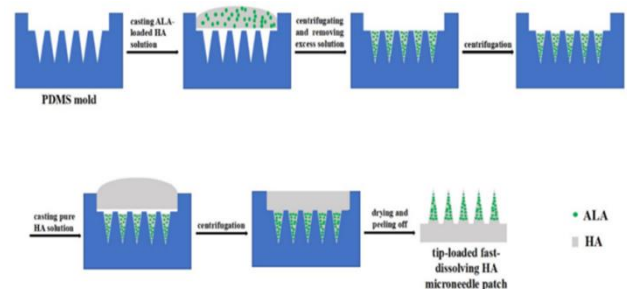 casting ALA-
loaded HA
solution
centrifugating
and removing
excess solution
centrifugation
PDMS mold
casting pure
HA solution
centrifugation
drying and
peeling off
ALA
HA
tip-loaded fast-
dissolving HA
microneedle patch